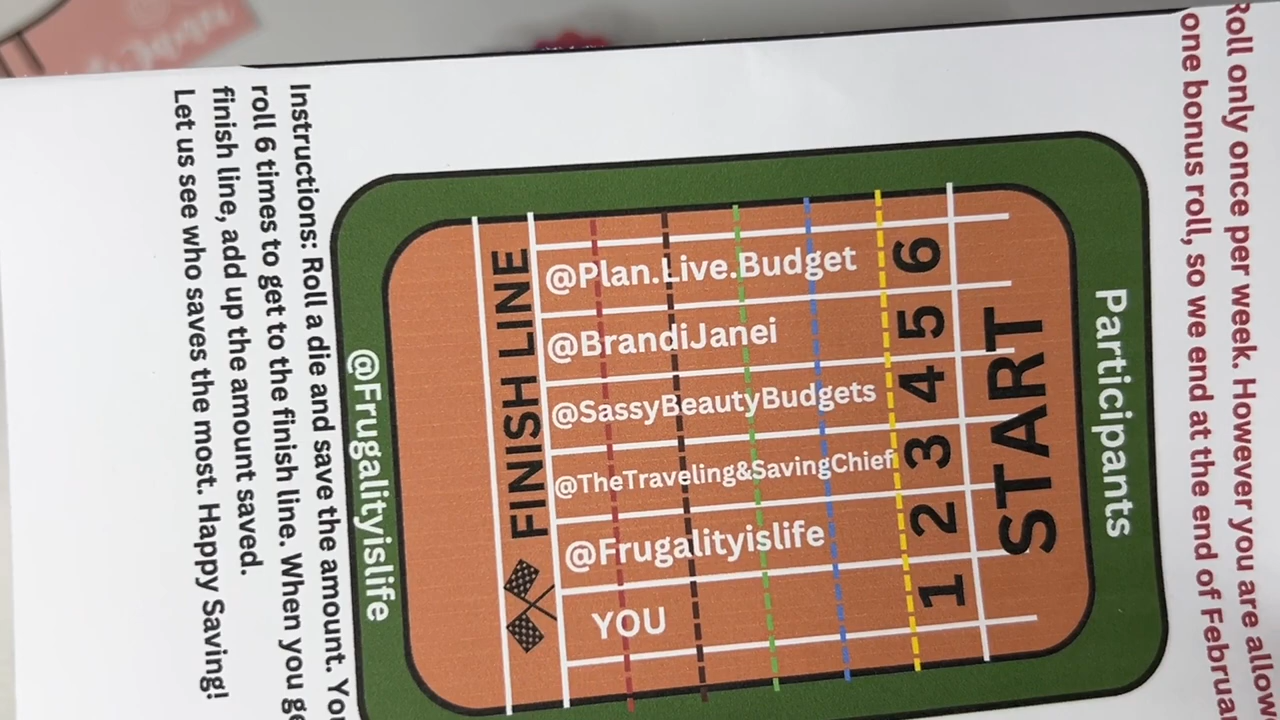 Roll only once per week. However you are allow
one bonus roll, so we end at the end of Februa
Participants
START
1 2 3 4 5 6
YOU
@Frugalityislife
@TheTraveling&SavingChief
@SassyBeautyBudgets
@BrandiJanei
@Plan.Live.Budget
FINISH LINE
@Frugalityislife
Instructions: Roll a die and save the amount. You
roll 6 times to get to the finish line. When you ge
finish line, add up the amount saved.
Let us see who saves the most. Happy Saving!